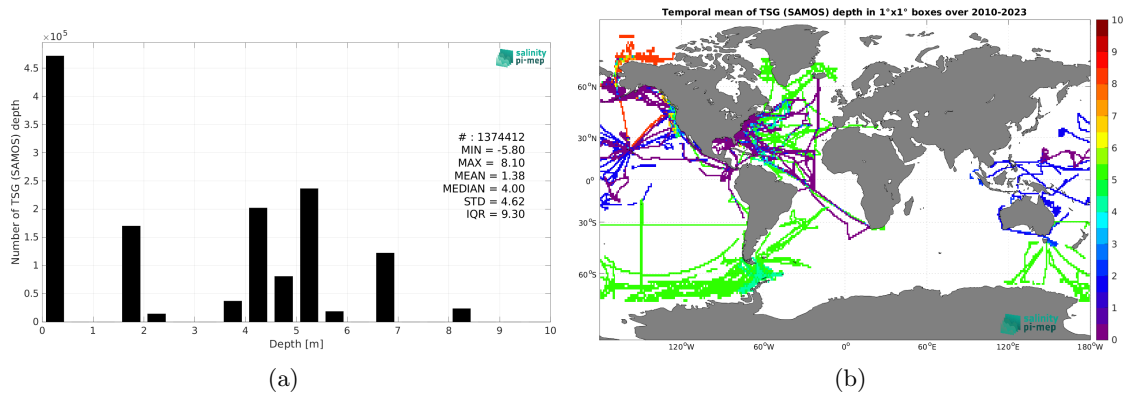 ×10⁵
4.5
4
3.5
3
2.5
2
1.5
1
0.5
0
Number of TSG (SAMOS) depth
salinity
pi-mep
# : 1374412
MIN = -5.80
MAX = 8.10
MEAN = 1.38
MEDIAN = 4.00
STD = 4.62
IQR = 9.30
0 1 2 3 4 5 6 7 8 9 10
Depth [m]
(a)
Temporal mean of TSG (SAMOS) depth in 1°x1° boxes over 2010-2023
60°N
30°N
0°
30°S
60°S
120°W 60°W 0° 60°E 120°E 180°W
salinity
pi-mep
10
9
8
7
6
5
4
3
2
1
0
(b)